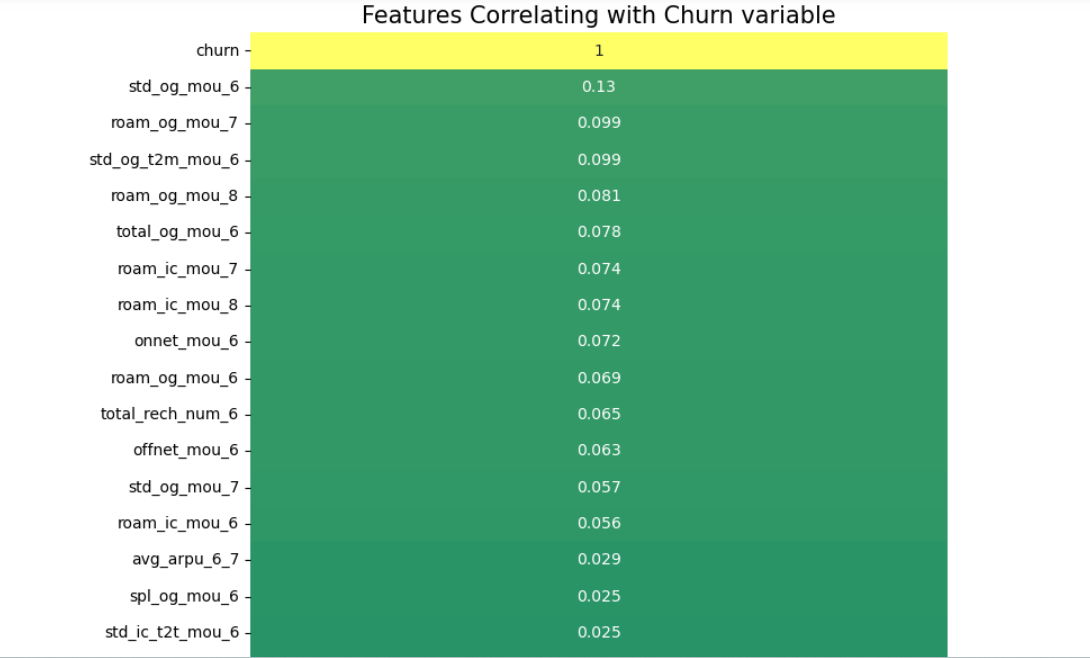 Features Correlating with Churn variable
churn 1
std_og_mou_6 0.13
roam_og_mou_7 0.099
std_og_t2m_mou_6 0.099
roam_og_mou_8 0.081
total_og_mou_6 0.078
roam_ic_mou_7 0.074
roam_ic_mou_8 0.074
onnet_mou_6 0.072
roam_og_mou_6 0.069
total_rech_num_6 0.065
offnet_mou_6 0.063
std_og_mou_7 0.057
roam_ic_mou_6 0.056
avg_arpu_6_7 0.029
spl_og_mou_6 0.025
std_ic_t2t_mou_6 0.025